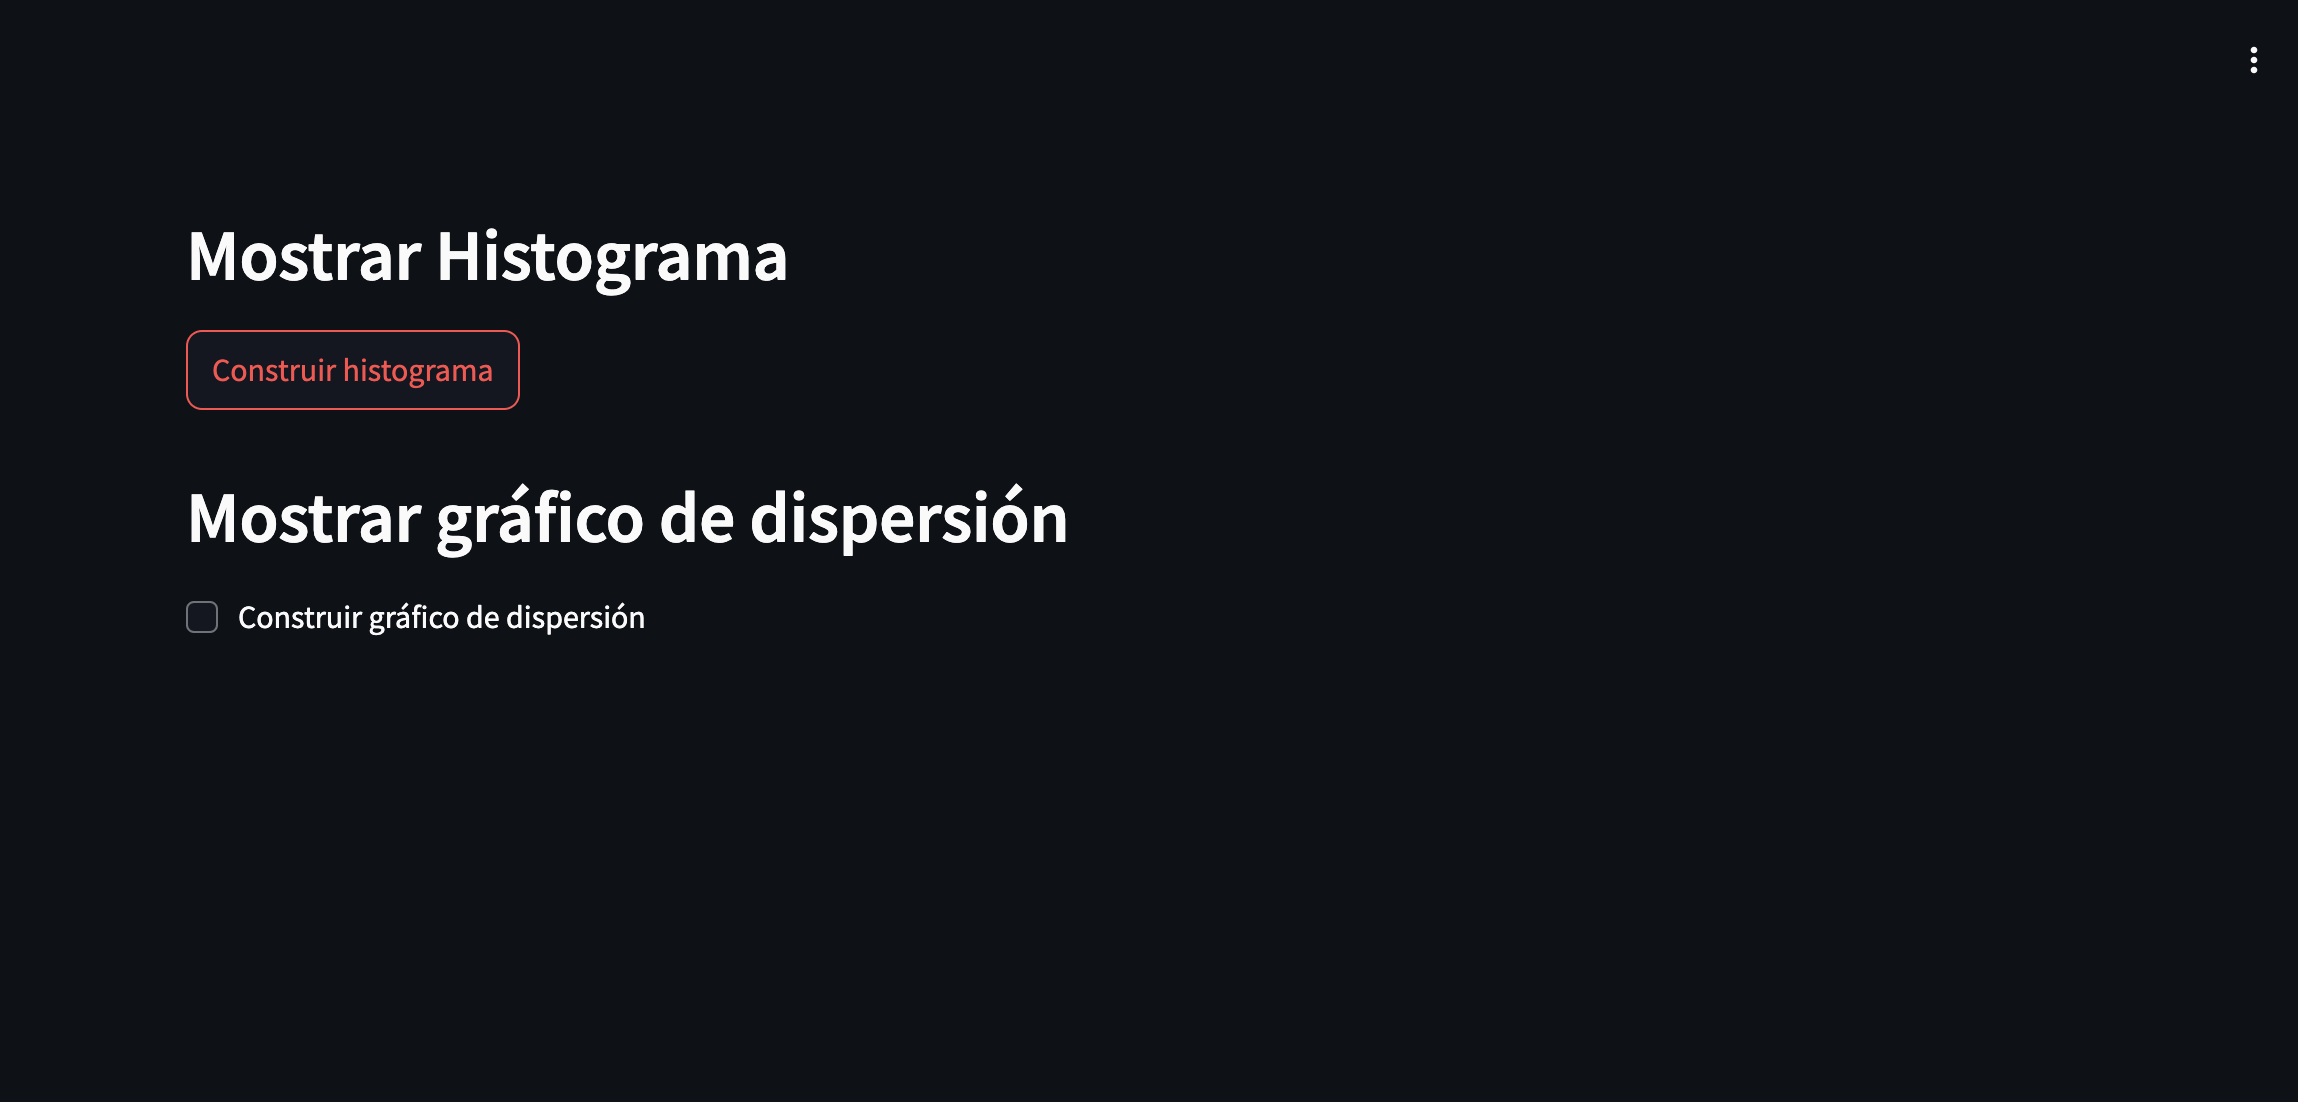 Mostrar Histograma
Construir histograma
Mostrar gráfico de dispersión
Construir gráfico de dispersión